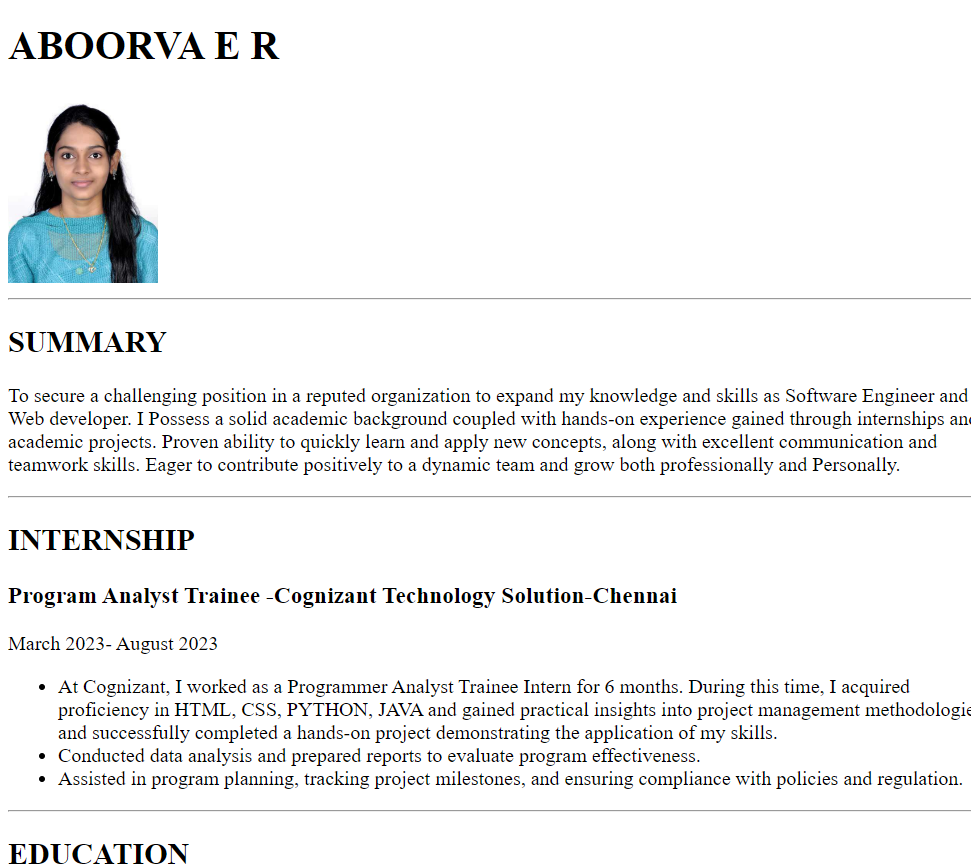 ABOORVA E R
SUMMARY
To secure a challenging position in a reputed organization to expand my knowledge and skills as Software Engineer and
Web developer. I Possess a solid academic background coupled with hands-on experience gained through internships and
academic projects. Proven ability to quickly learn and apply new concepts, along with excellent communication and
teamwork skills. Eager to contribute positively to a dynamic team and grow both professionally and Personally.
INTERNSHIP
Program Analyst Trainee -Cognizant Technology Solution-Chennai
March 2023- August 2023
• At Cognizant, I worked as a Programmer Analyst Trainee Intern for 6 months. During this time, I acquired
proficiency in HTML, CSS, PYTHON, JAVA and gained practical insights into project management methodologie
and successfully completed a hands-on project demonstrating the application of my skills.
• Conducted data analysis and prepared reports to evaluate program effectiveness.
• Assisted in program planning, tracking project milestones, and ensuring compliance with policies and regulation.
EDUCATION